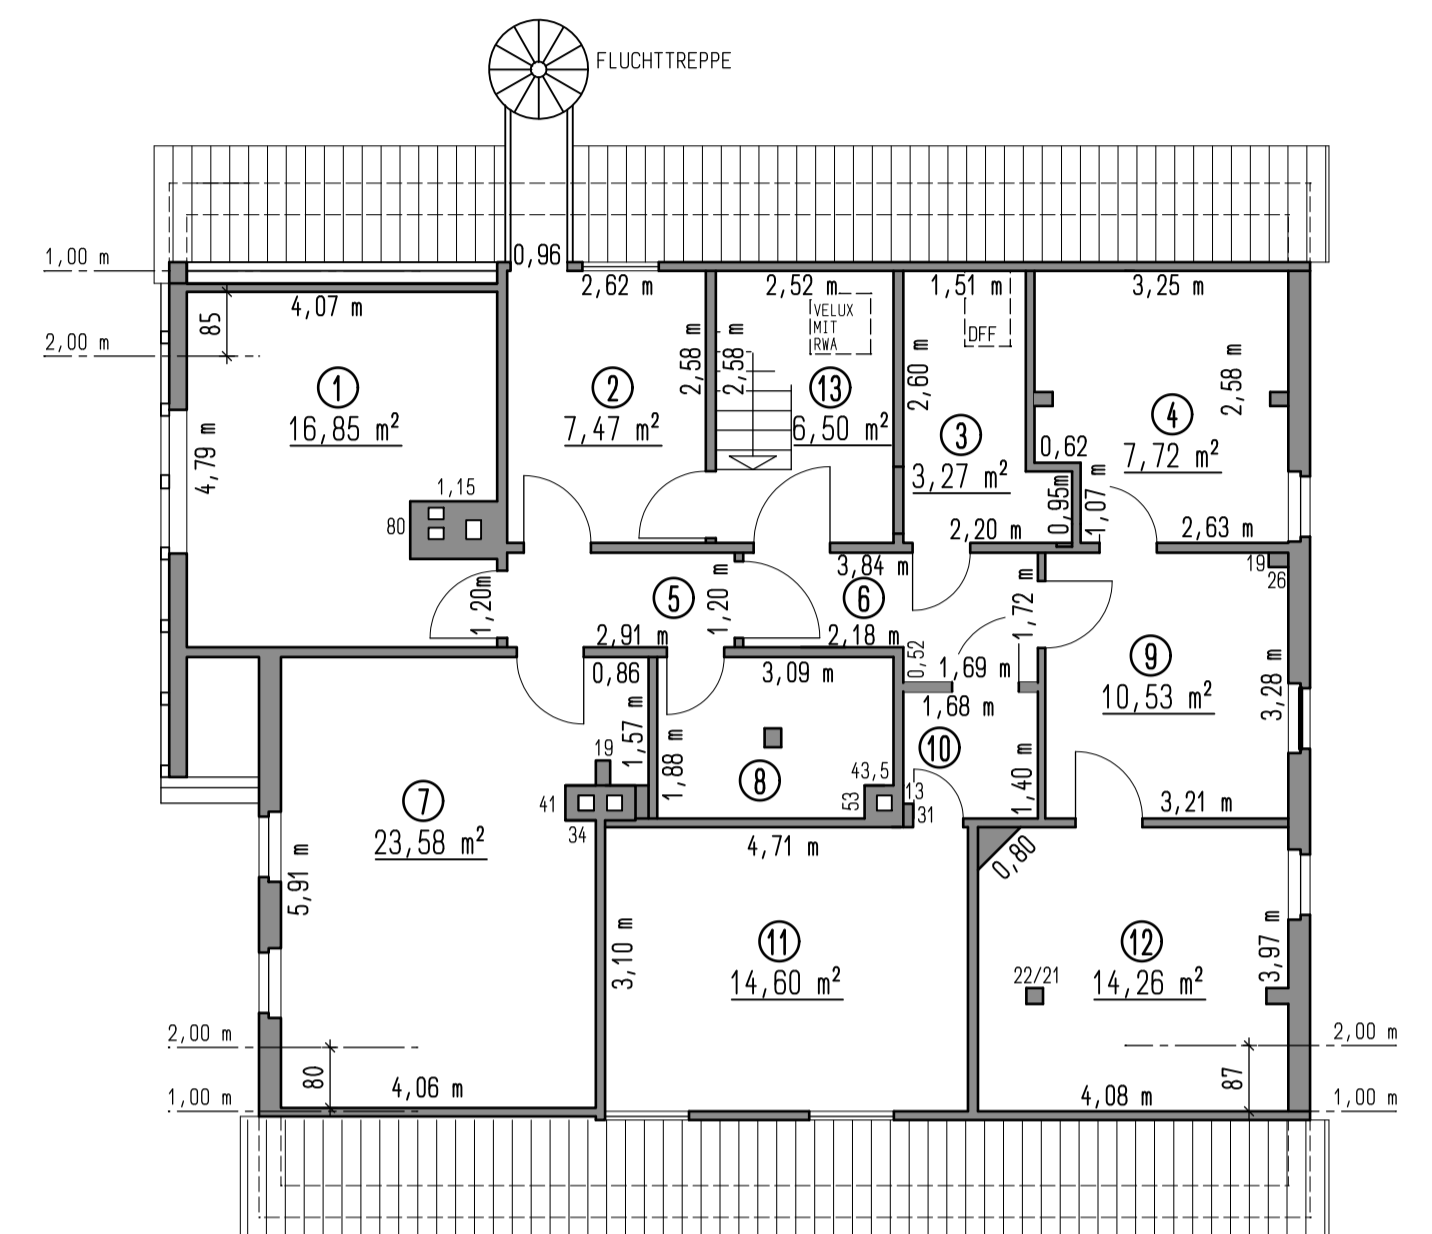 FLUCHTTREPPE
1,00 m
0,96
2,62 m
2,52 m
1,51 m
3,25 m
4,07 m
85
VELUX
MIT
RWA
DFF
2,00 m
2,58 m
2,58 m
2,60 m
2,58 m
1
16,85 m²
2
7,47 m²
13
6,50 m²
3
3,27 m²
4
7,72 m²
4,79 m
0,62
1,15
80
0,95m
1,07 m
2,20 m
2,63 m
3,84 m
19
26
1,20m
5
1,20 m
6
1,72 m
2,91 m
2,18 m
0,52
9
10,53 m²
3,28 m
0,86
3,09 m
1,69 m
1,68 m
1,57 m
10
19
1,88 m
8
43,5
53
13
31
1,40 m
3,21 m
7
23,58 m²
41
34
4,71 m
0,80
5,91 m
3,10 m
11
14,60 m²
22/21
12
14,26 m²
3,97 m
2,00 m
2,00 m
80
87
4,06 m
4,08 m
1,00 m
1,00 m